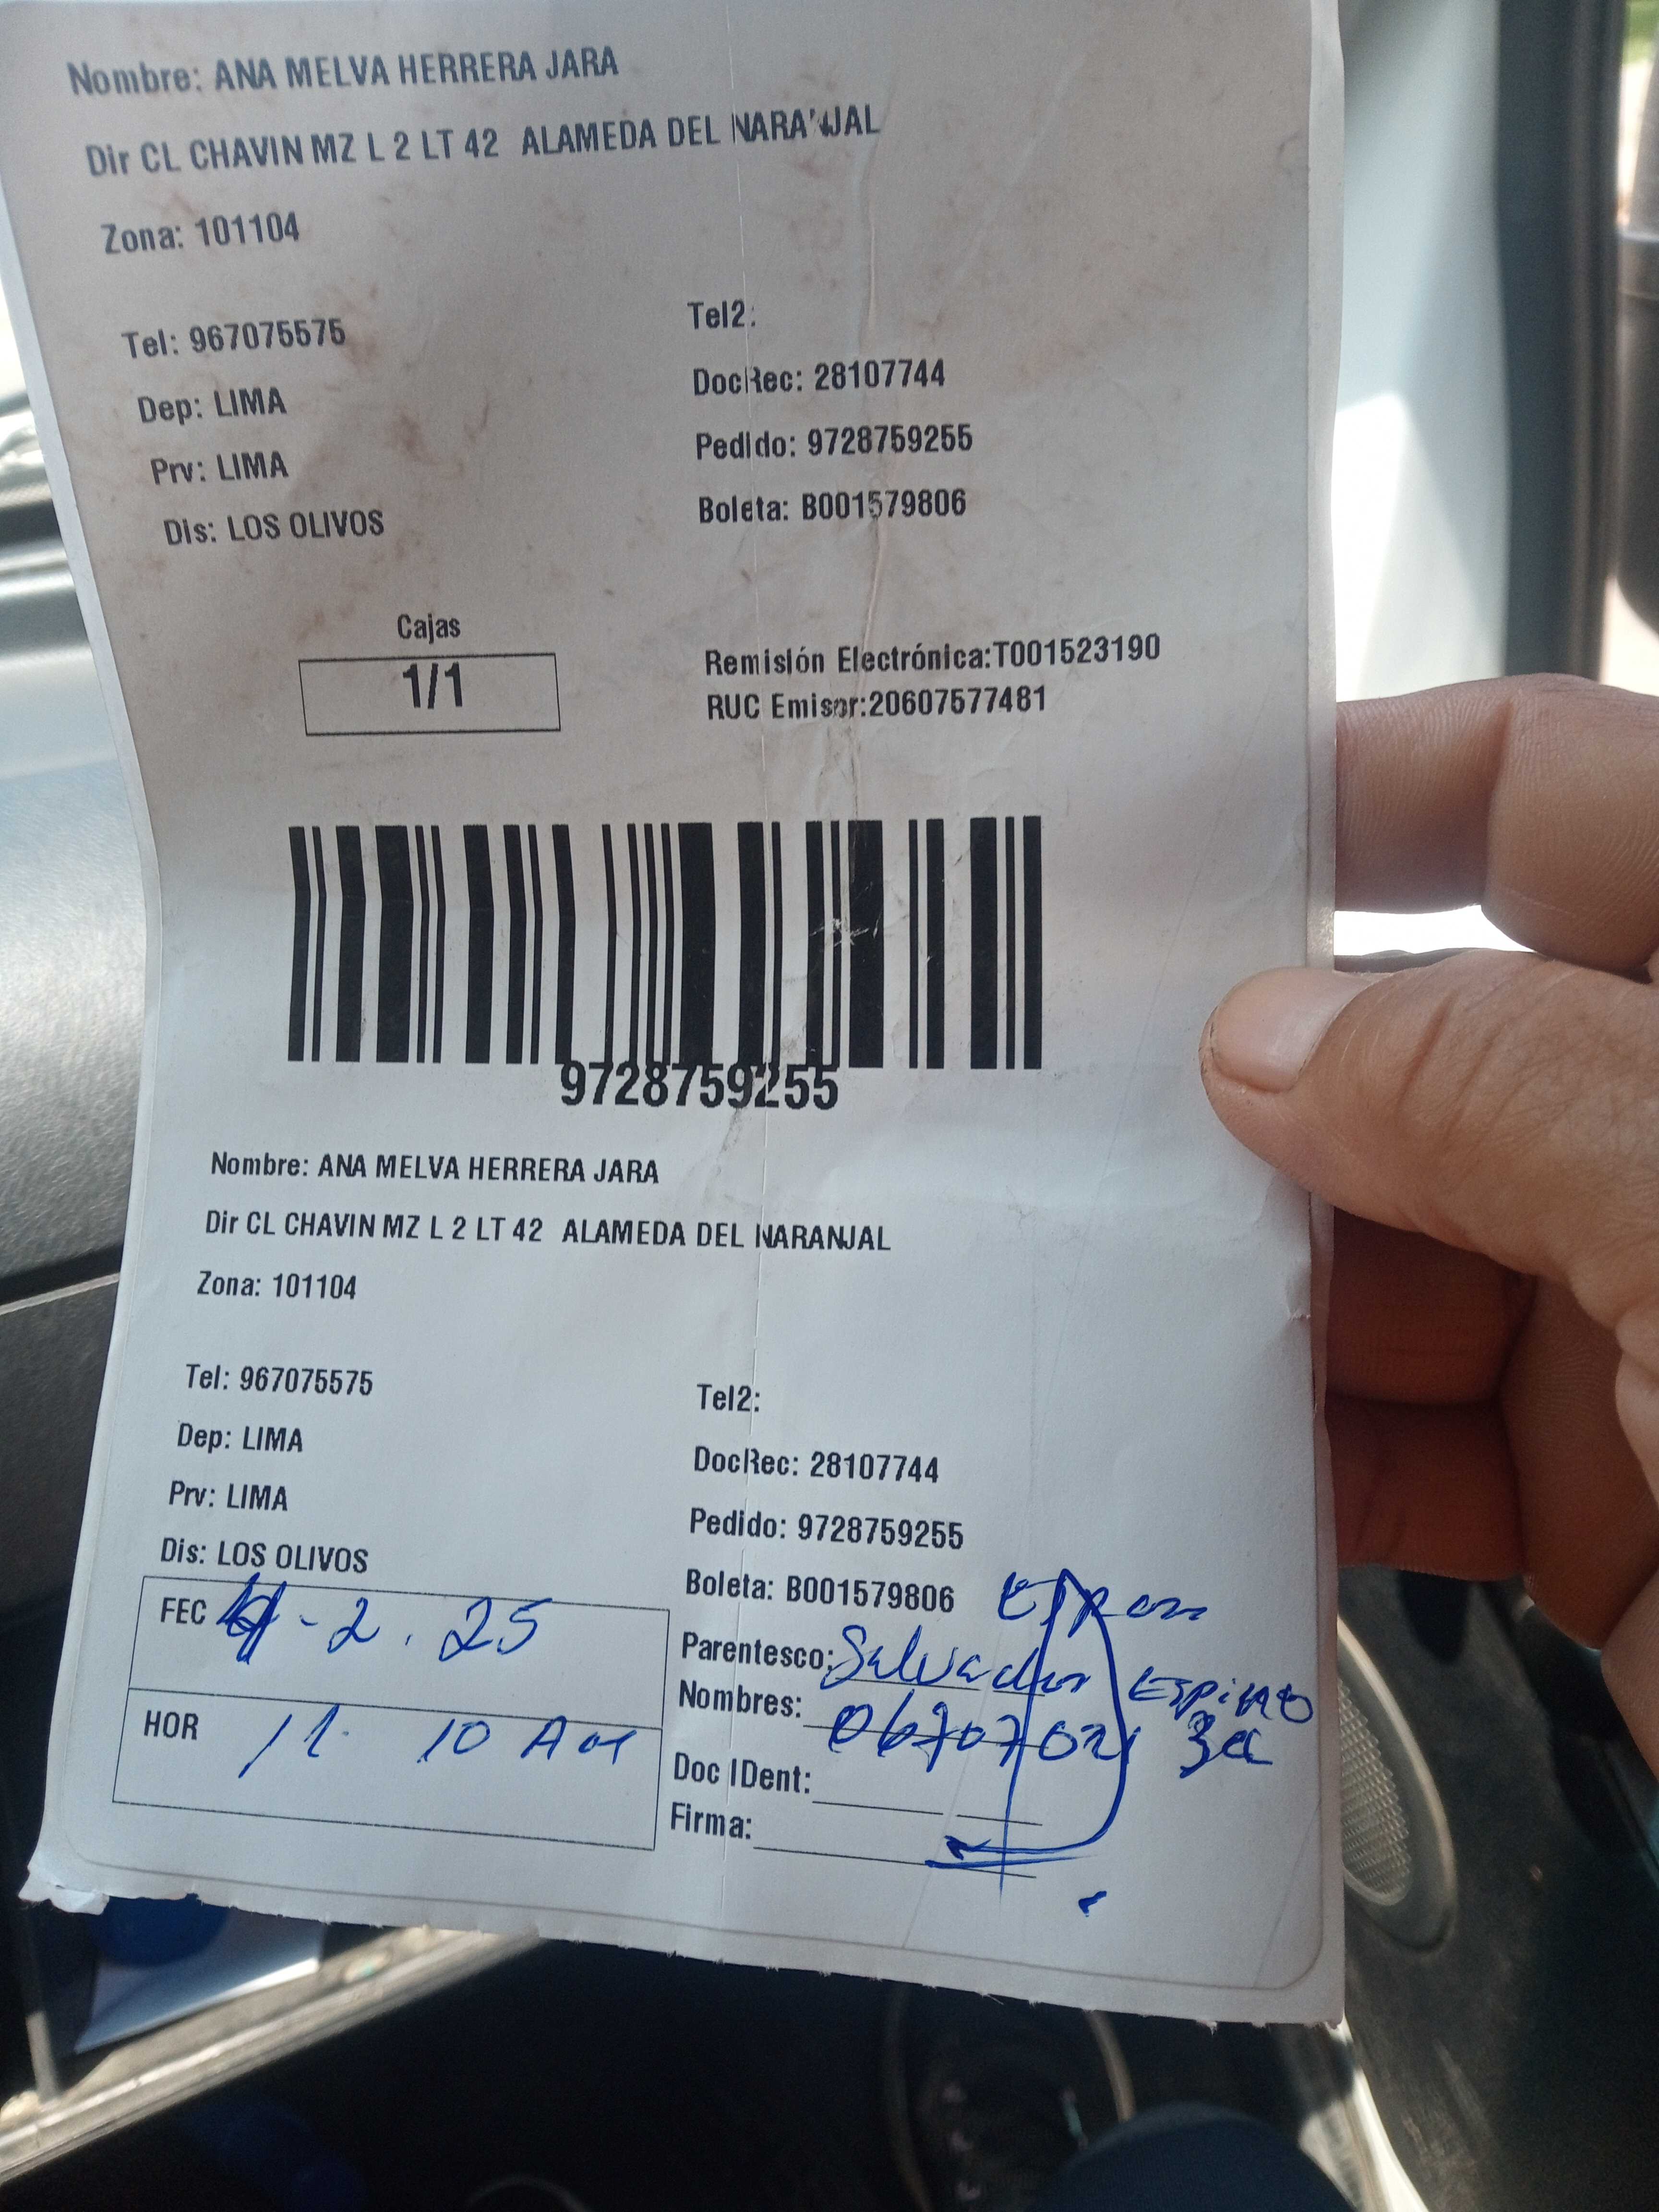 Nombre: ANA MELVA HERRERA JARA
Dir CL CHAVIN MZ L 2 LT 42 ALAMEDA DEL NARANJAL
Zona: 101104
Tel: 967075575
Tel2:
Dep: LIMA
DocRec: 28107744
Prv: LIMA
Pedido: 9728759255
Dis: LOS OLIVOS
Boleta: B001579806
Cajas
1/1
Remisión Electrónica:T001523190
RUC Emisor:20607577481
9728759255
Nombre: ANA MELVA HERRERA JARA
Dir CL CHAVIN MZ L 2 LT 42 ALAMEDA DEL NARANJAL
Zona: 101104
Tel: 967075575
Tel2:
Dep: LIMA
DocRec: 28107744
Prv: LIMA
Pedido: 9728759255
Dis: LOS OLIVOS
Boleta: B001579806
FEC -2.25
Parentesco: Salvador Espino
Nombres:
HOR 11. 10 Am
Doc IDent:
Firma: